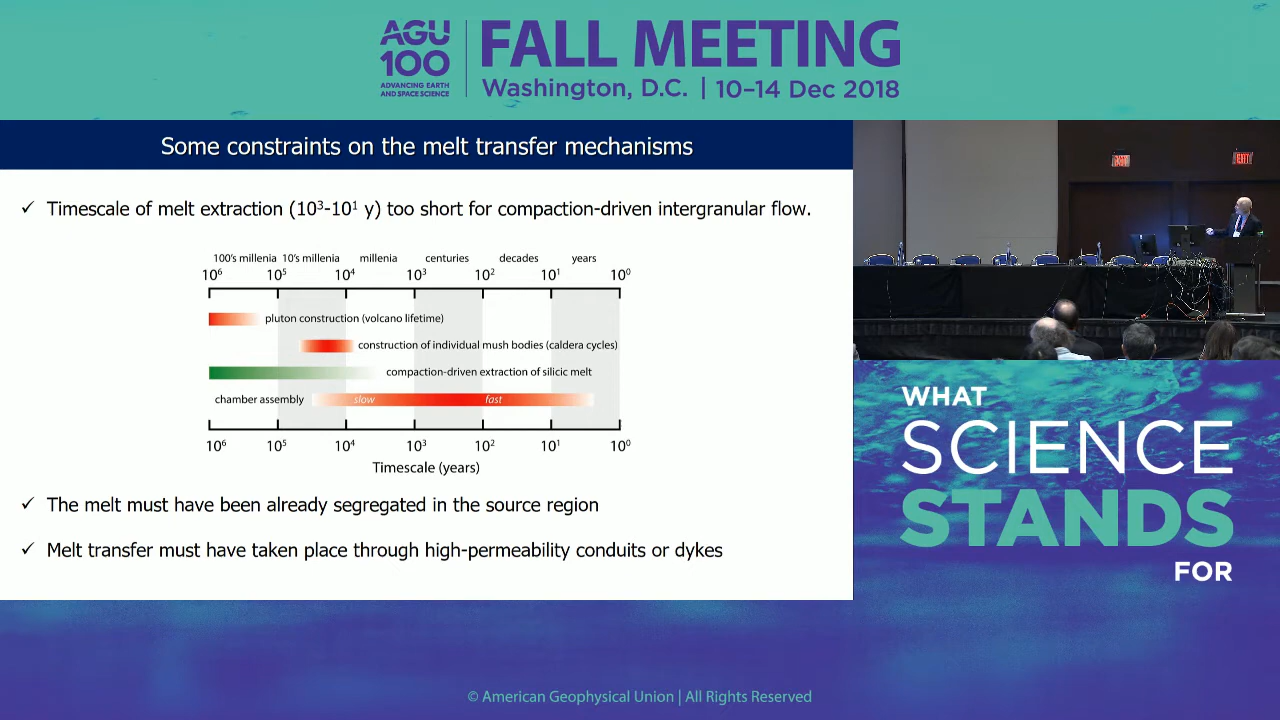 AGU
100
ADVANCING EARTH
AND SPACE SCIENCE
FALL MEETING
Washington, D.C. | 10–14 Dec 2018
Some constraints on the melt transfer mechanisms
✓ Timescale of melt extraction (10³-10¹ y) too short for compaction-driven intergranular flow.
100's millenia 10's millenia millenia centuries decades years
10⁶ 10⁵ 10⁴ 10³ 10² 10¹ 10⁰
pluton construction (volcano lifetime)
construction of individual mush bodies (caldera cycles)
compaction-driven extraction of silicic melt
chamber assembly slow fast
10⁶ 10⁵ 10⁴ 10³ 10² 10¹ 10⁰
Timescale (years)
✓ The melt must have been already segregated in the source region
✓ Melt transfer must have taken place through high-permeability conduits or dykes
EXIT
WHAT
SCIENCE
STANDS
FOR
© American Geophysical Union | All Rights Reserved